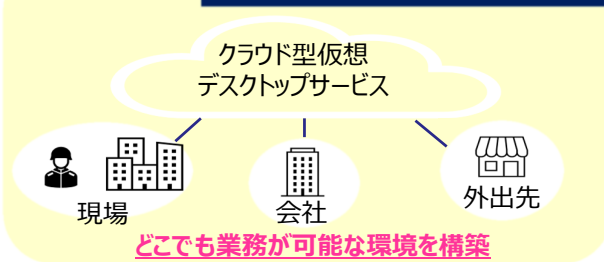 クラウド型仮想
デスクトップサービス
現場
会社
外出先
どこでも業務が可能な環境を構築